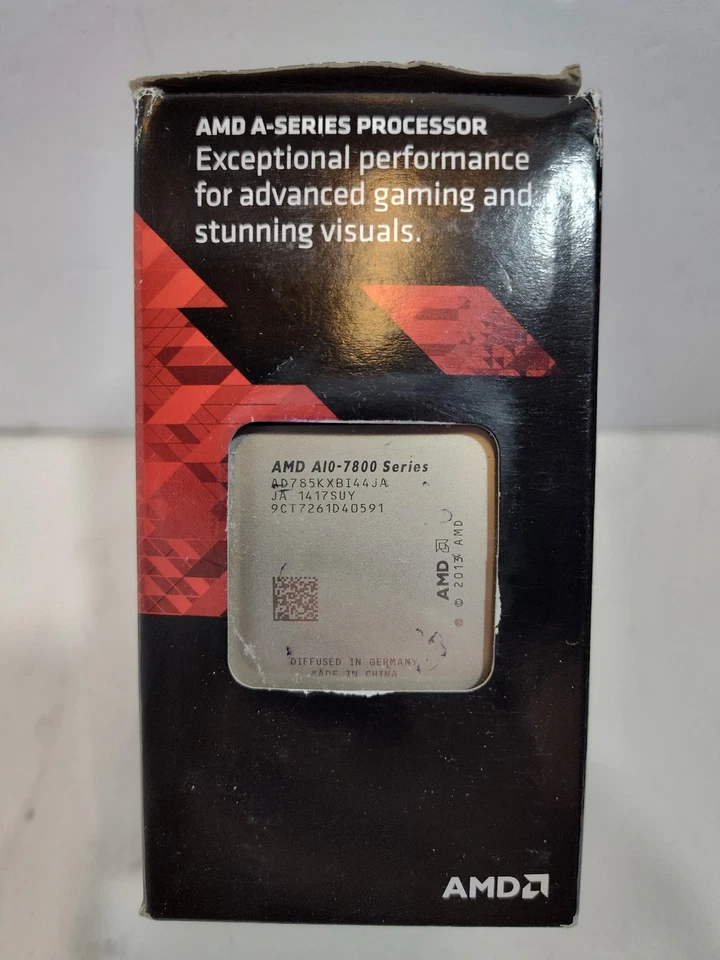 AMD A-SERIES PROCESSOR
Exceptional performance
for advanced gaming and
stunning visuals.
AMD A10-7800 Series
AD785KXBI44JA
JA 1417SUY
9CT7261D40591
AMD
© 2013 AMD
DIFFUSED IN GERMANY
MADE IN CHINA
AMD